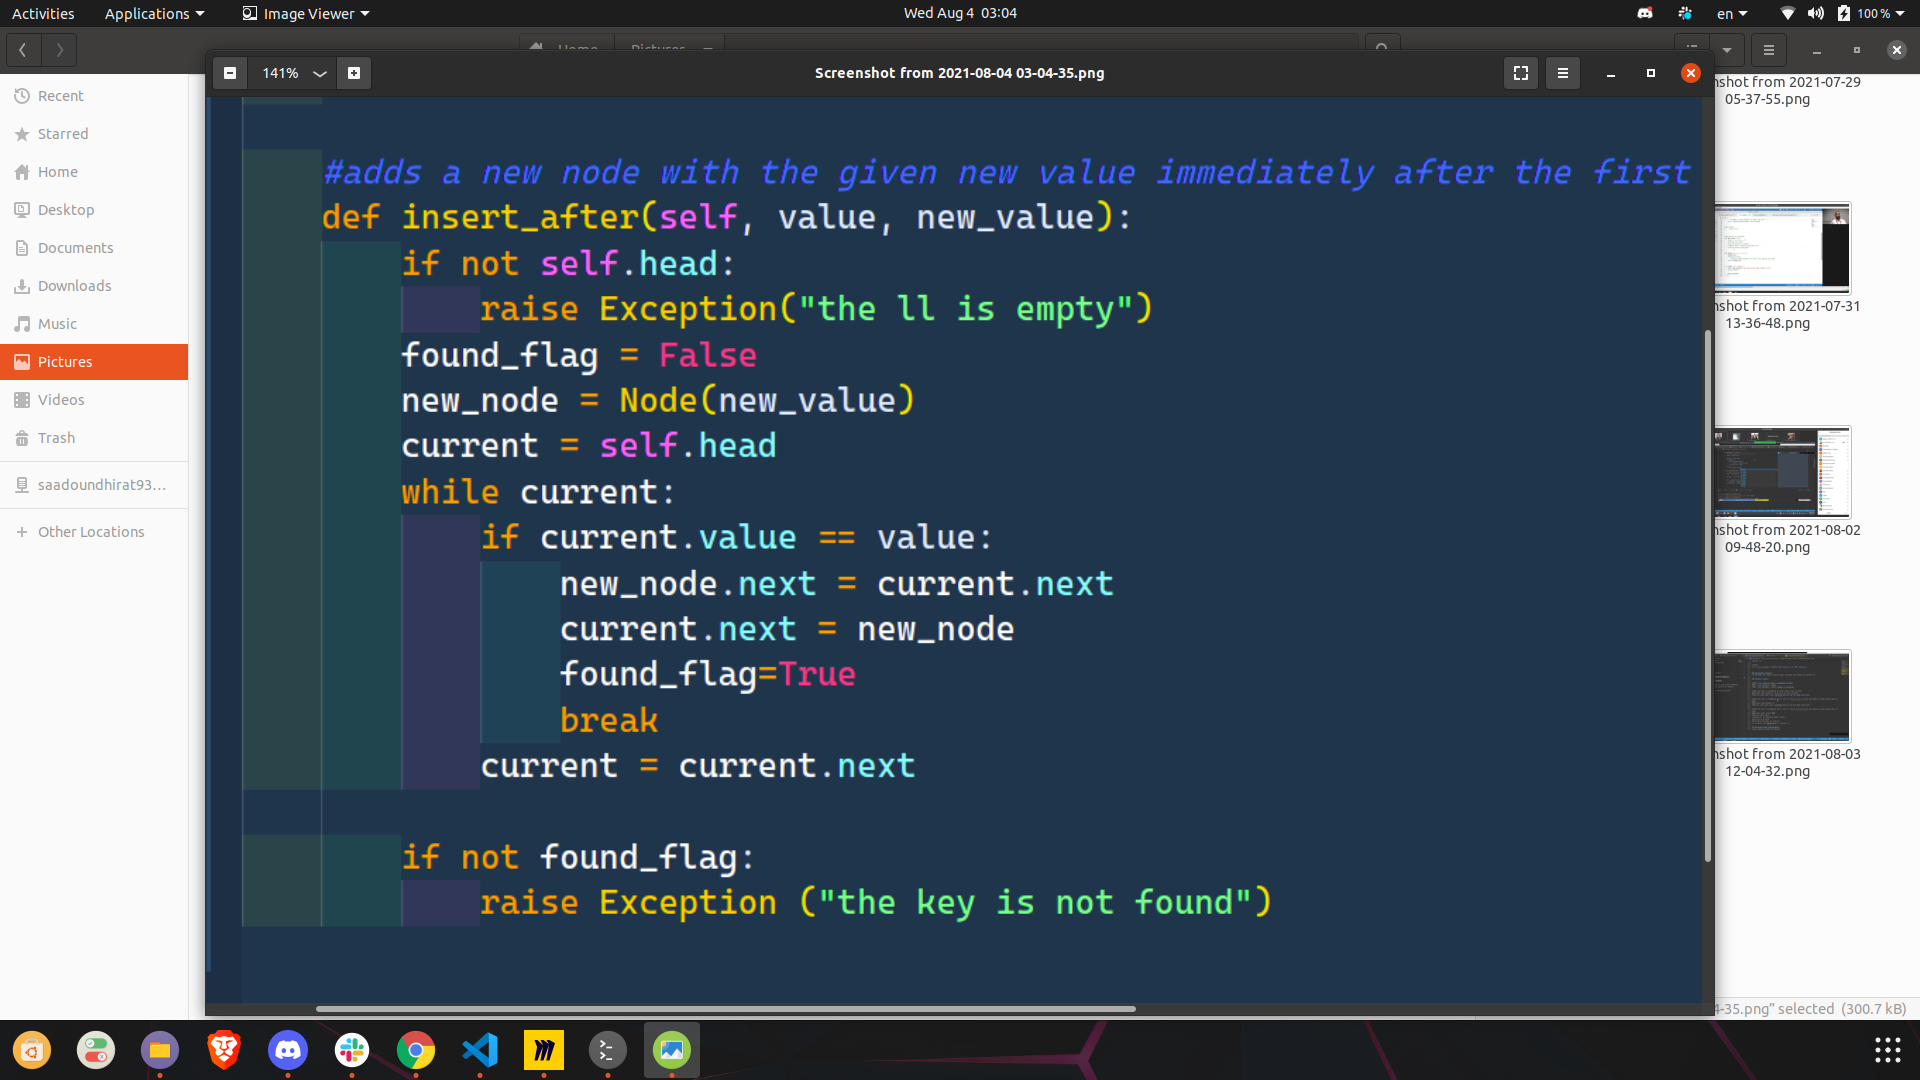 Activities Applications Image Viewer Wed Aug 4 03:04 en 100 %
Home Pictures
141% Screenshot from 2021-08-04 03-04-35.png
Recent
Starred
Home
Desktop
Documents
Downloads
Music
Pictures
Videos
Trash
saadoundhirat93...
Other Locations
#adds a new node with the given new value immediately after the first
def insert_after(self, value, new_value):
if not self.head:
raise Exception("the ll is empty")
found_flag = False
new_node = Node(new_value)
current = self.head
while current:
if current.value == value:
new_node.next = current.next
current.next = new_node
found_flag=True
break
current = current.next
if not found_flag:
raise Exception ("the key is not found")
nshot from 2021-07-29
05-37-55.png
nshot from 2021-07-31
13-36-48.png
nshot from 2021-08-02
09-48-20.png
nshot from 2021-08-03
12-04-32.png
4-35.png" selected (300.7 kB)